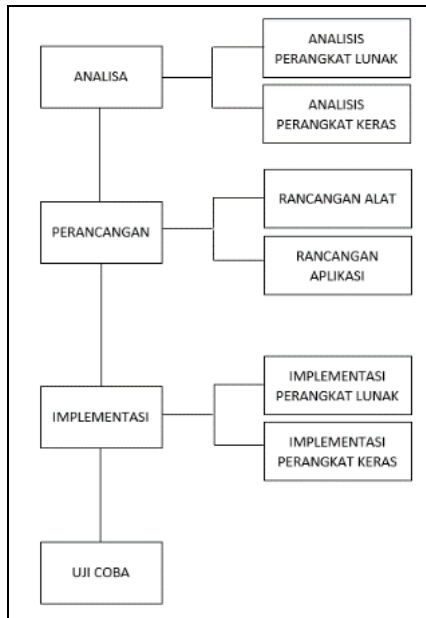 ANALISA
ANALISIS
PERANGKAT LUNAK
ANALISIS
PERANGKAT KERAS
PERANCANGAN
RANCANGAN ALAT
RANCANGAN
APLIKASI
IMPLEMENTASI
IMPLEMENTASI
PERANGKAT LUNAK
IMPLEMENTASI
PERANGKAT KERAS
UJI COBA